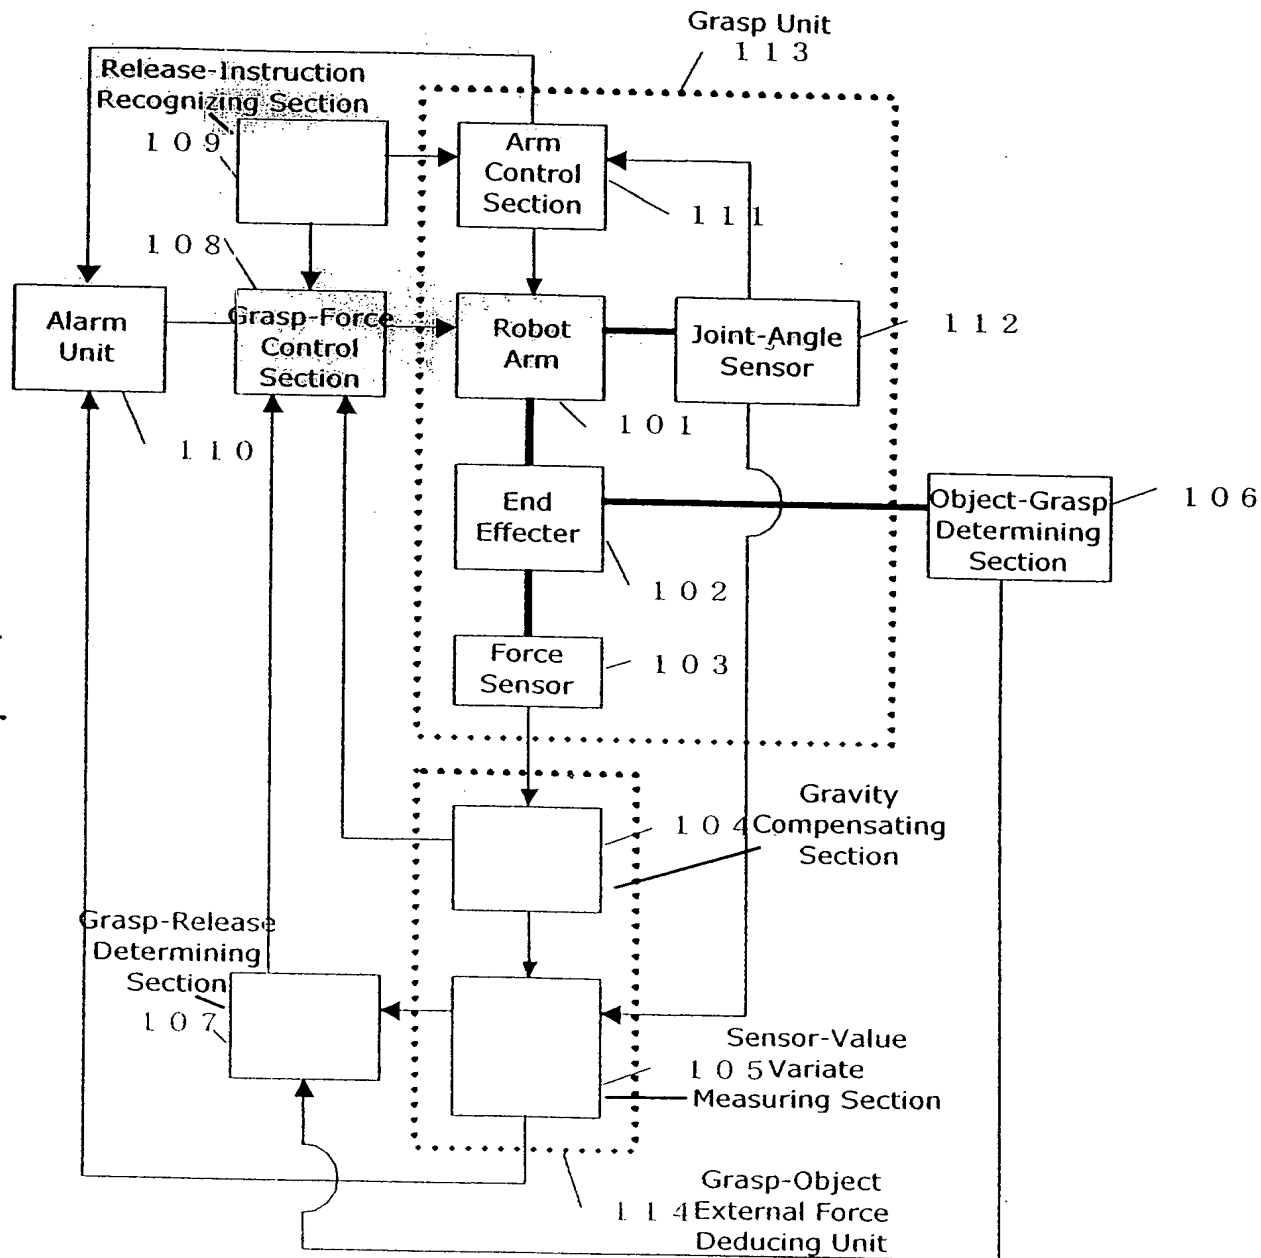 Grasp Unit
113
Release-Instruction
Recognizing Section
109
Arm
Control
Section
111
108
Alarm
Unit
Grasp-Force
Control
Section
Robot
Arm
Joint-Angle
Sensor
112
101
110
End
Effecter
Object-Grasp
Determining
Section
106
102
Force
Sensor
103
Gravity
Compensating
Section
104
Grasp-Release
Determining
Section
107
Sensor-Value
Variate
Measuring Section
105
Grasp-Object
External Force
Deducing Unit
114